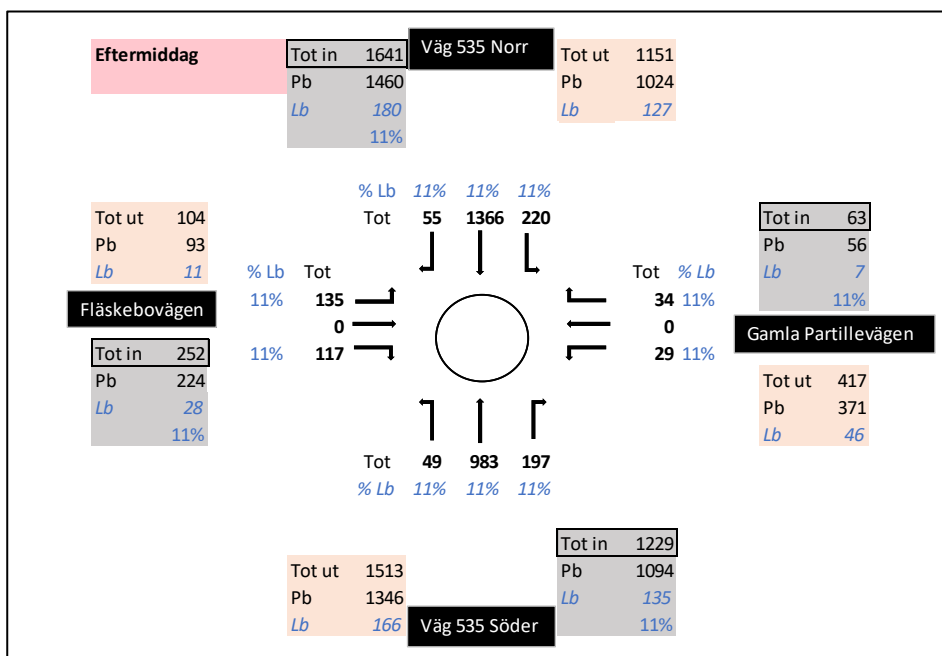 Eftermiddag
Tot in 1641
Pb 1460
Lb 180
11%
Väg 535 Norr
Tot ut 1151
Pb 1024
Lb 127
% Lb 11% 11% 11%
Tot 55 1366 220
Tot ut 104
Pb 93
Lb 11
Fläskebovägen
Tot in 252
Pb 224
Lb 28
11%
% Lb Tot
11% 135
0
11% 117
Tot % Lb
34 11%
0
29 11%
Tot in 63
Pb 56
Lb 7
11%
Gamla Partillevägen
Tot ut 417
Pb 371
Lb 46
Tot 49 983 197
% Lb 11% 11% 11%
Tot ut 1513
Pb 1346
Lb 166
Väg 535 Söder
Tot in 1229
Pb 1094
Lb 135
11%